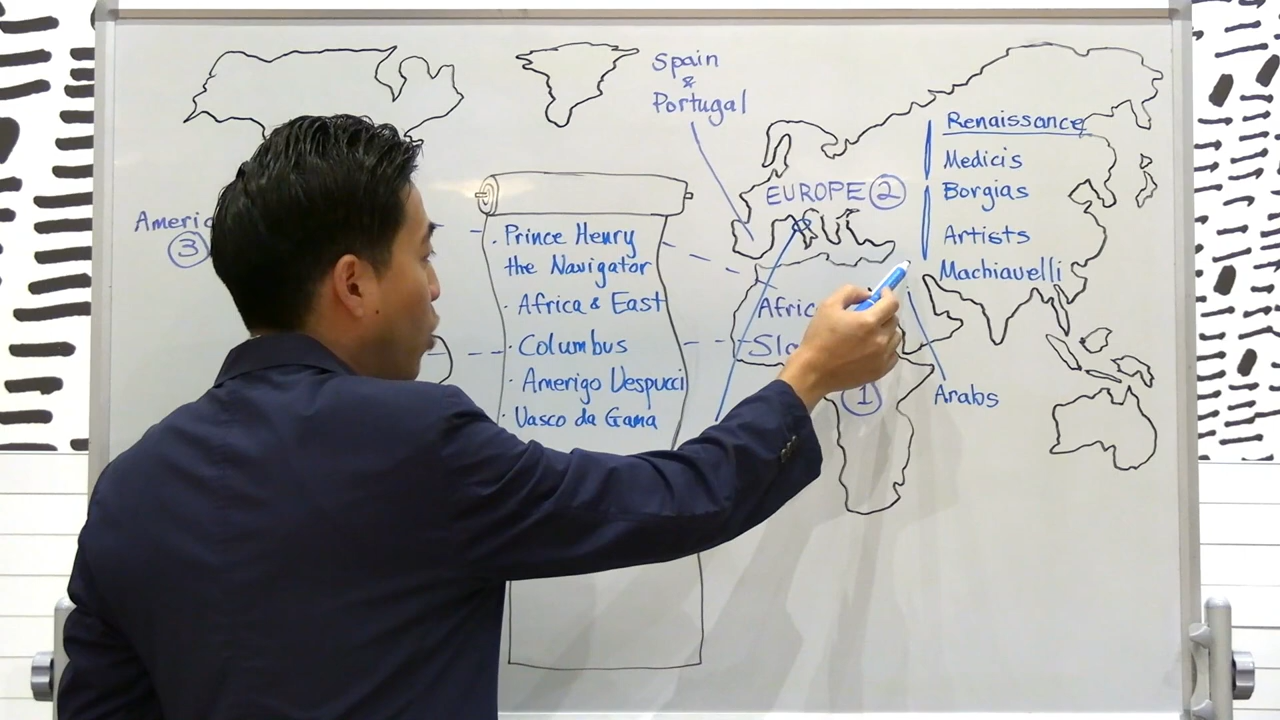 Spain
&
Portugal
Renaissance
Medicis
Borgias
Artists
Machiavelli
EUROPE 2
3
· Prince Henry
the Navigator
· Africa & East
· Columbus
· Amerigo Vespucci
· Vasco da Gama
1
Arabs